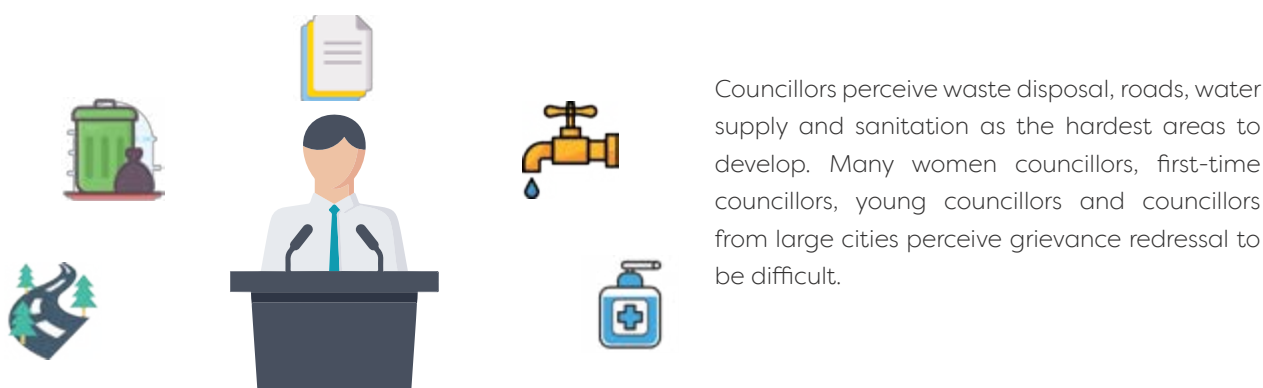 Councillors perceive waste disposal, roads, water
supply and sanitation as the hardest areas to
develop. Many women councillors, first-time
councillors, young councillors and councillors
from large cities perceive grievance redressal to
be difficult.